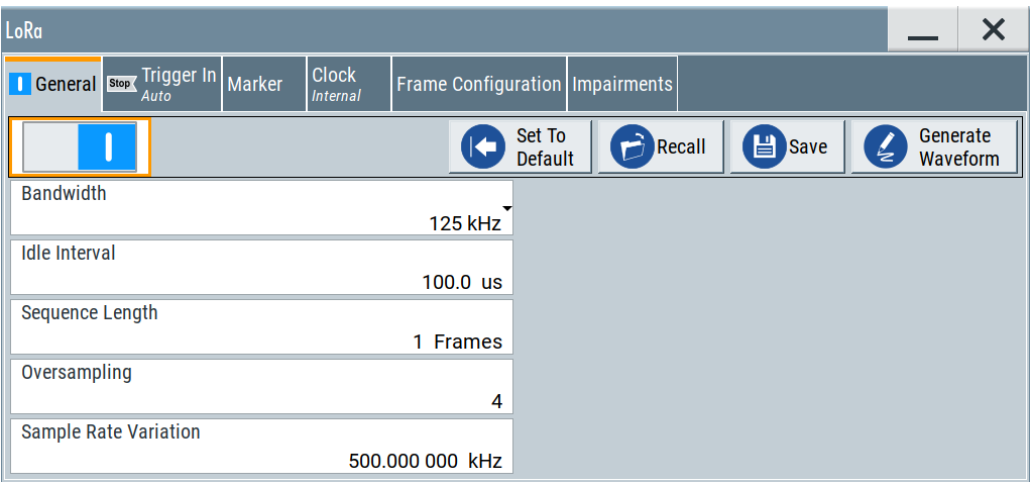 LoRa
General
Stop
Trigger In
Auto
Marker
Clock
Internal
Frame Configuration
Impairments
Set To
Default
Recall
Save
Generate
Waveform
Bandwidth
125 kHz
Idle Interval
100.0 us
Sequence Length
1 Frames
Oversampling
4
Sample Rate Variation
500.000 000 kHz